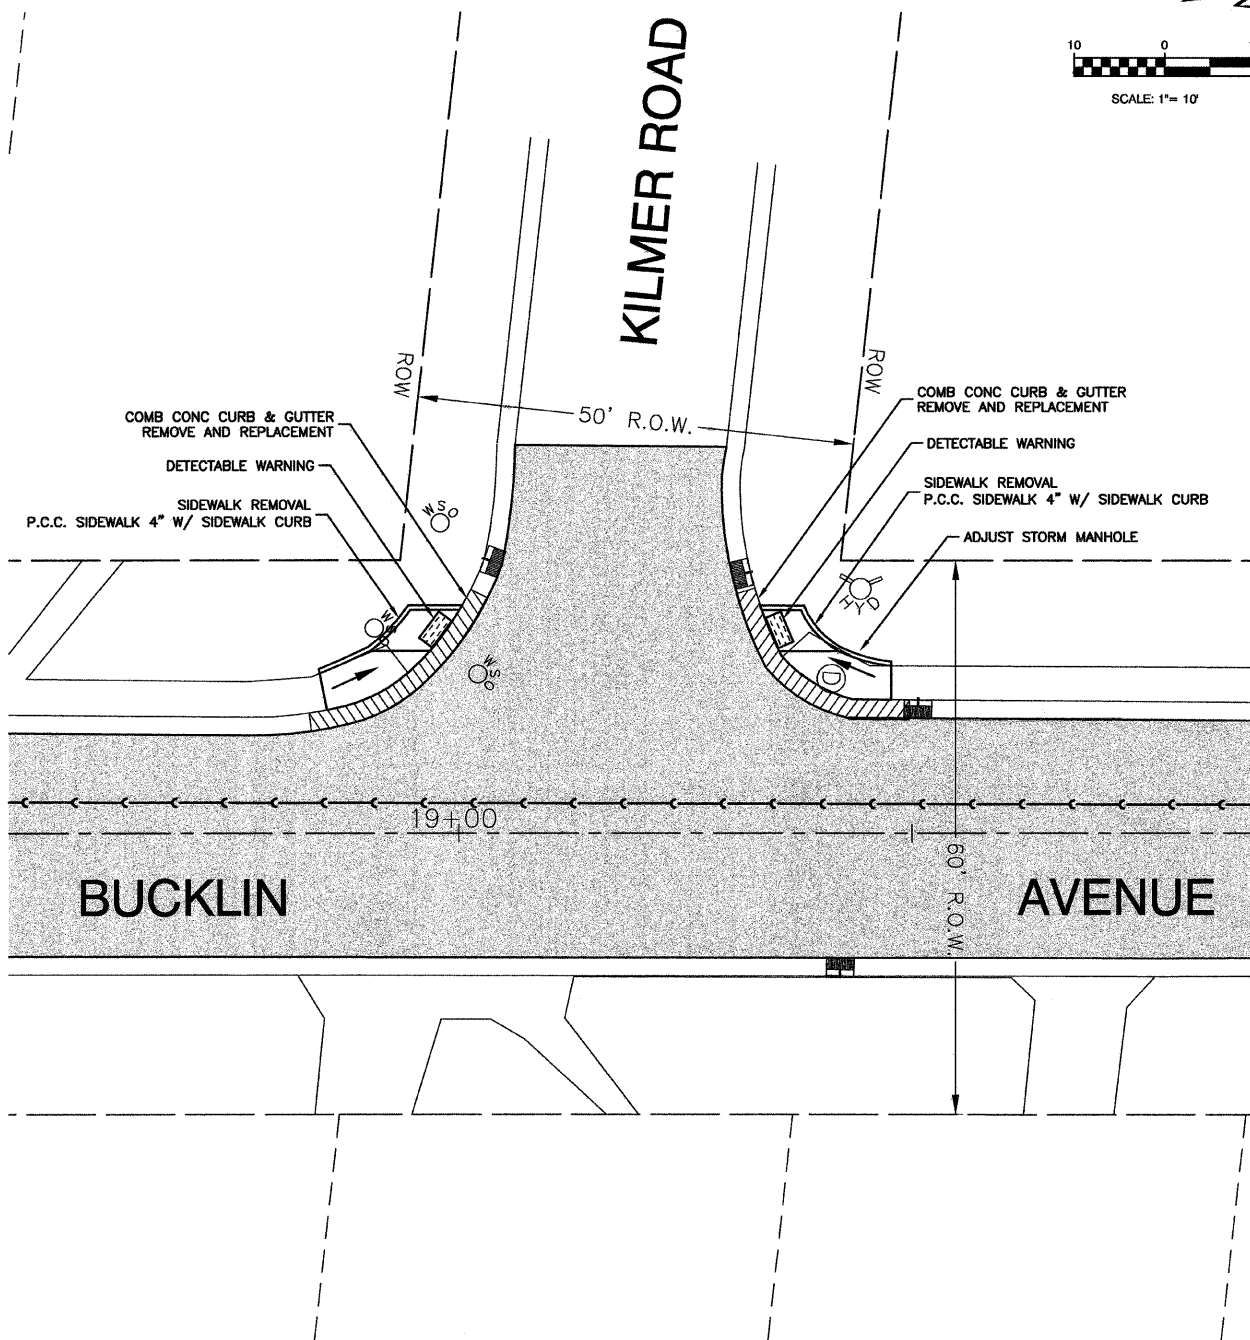 10 0
SCALE: 1"= 10'
KILMER ROAD
ROW
ROW
50' R.O.W.
COMB CONC CURB & GUTTER
REMOVE AND REPLACEMENT
DETECTABLE WARNING
SIDEWALK REMOVAL
P.C.C. SIDEWALK 4" W/ SIDEWALK CURB
COMB CONC CURB & GUTTER
REMOVE AND REPLACEMENT
DETECTABLE WARNING
SIDEWALK REMOVAL
P.C.C. SIDEWALK 4" W/ SIDEWALK CURB
ADJUST STORM MANHOLE
WSO
WSO
HYD
D
19+00
60' R.O.W.
BUCKLIN AVENUE